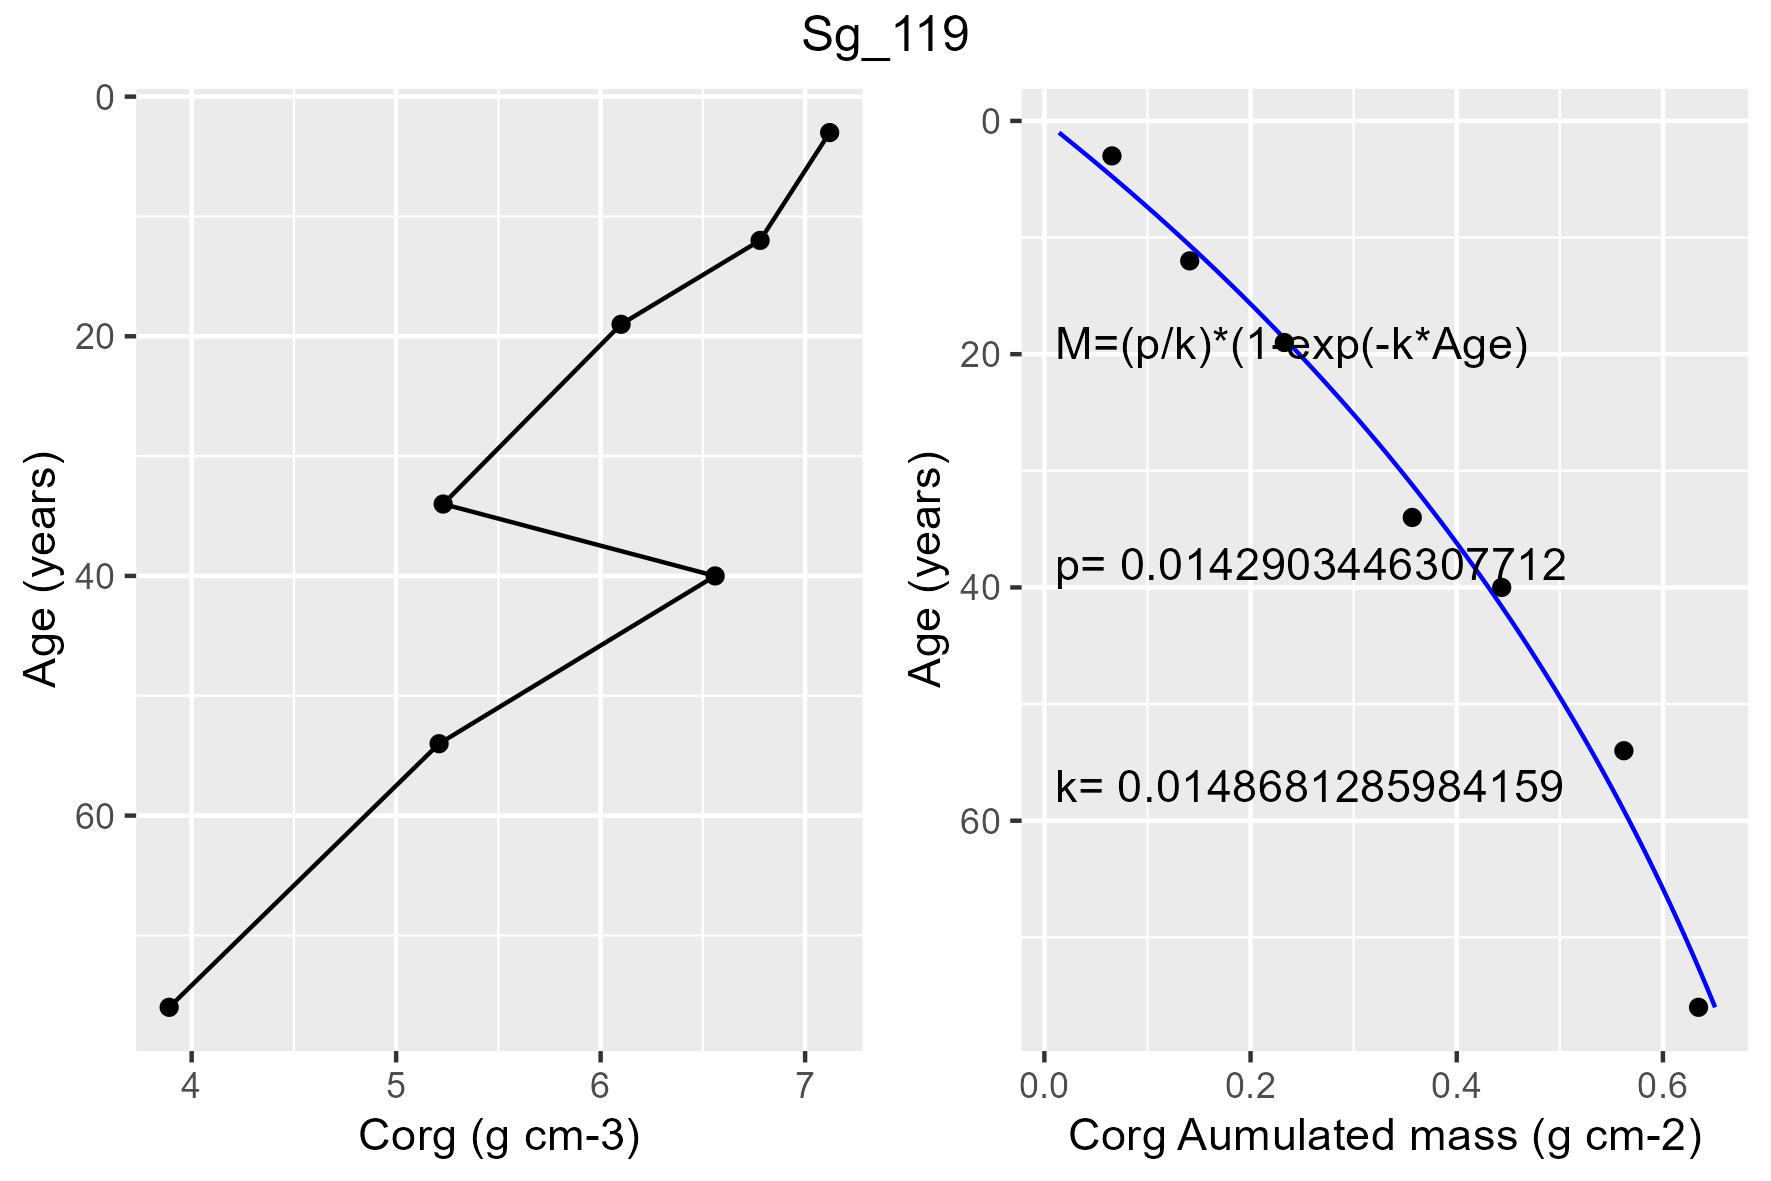 Sg_119
0
20
40
60
Age (years)
4
5
6
7
Corg (g cm-3)
0
20
40
60
Age (years)
M=(p/k)*(1-exp(-k*Age)
p= 0.0142903446307712
k= 0.0148681285984159
0.0
0.2
0.4
0.6
Corg Aumulated mass (g cm-2)